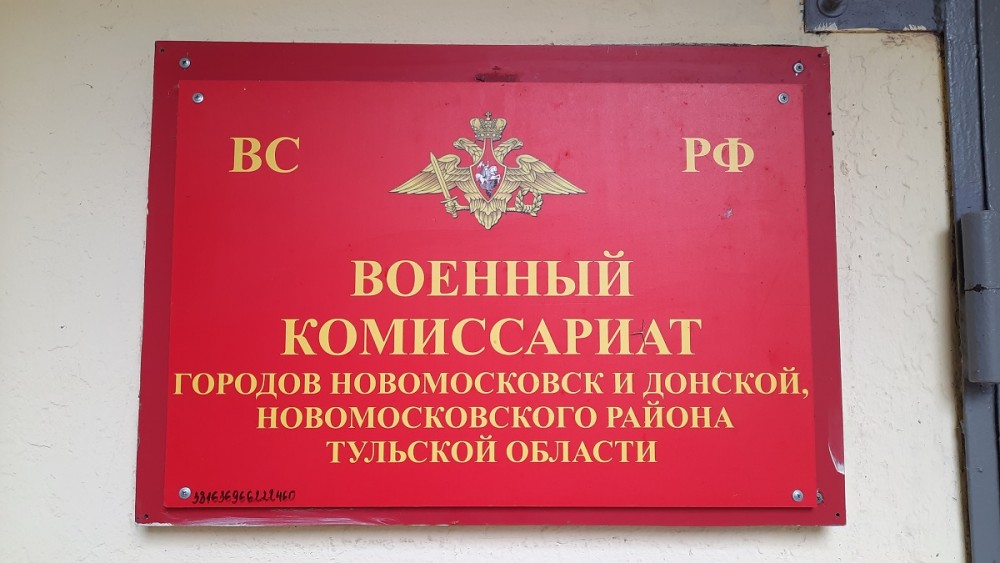 ВС РФ
ВОЕННЫЙ
КОМИССАРИАТ
ГОРОДОВ НОВОМОСКОВСК И ДОНСКОЙ,
НОВОМОСКОВСКОГО РАЙОНА
ТУЛЬСКОЙ ОБЛАСТИ